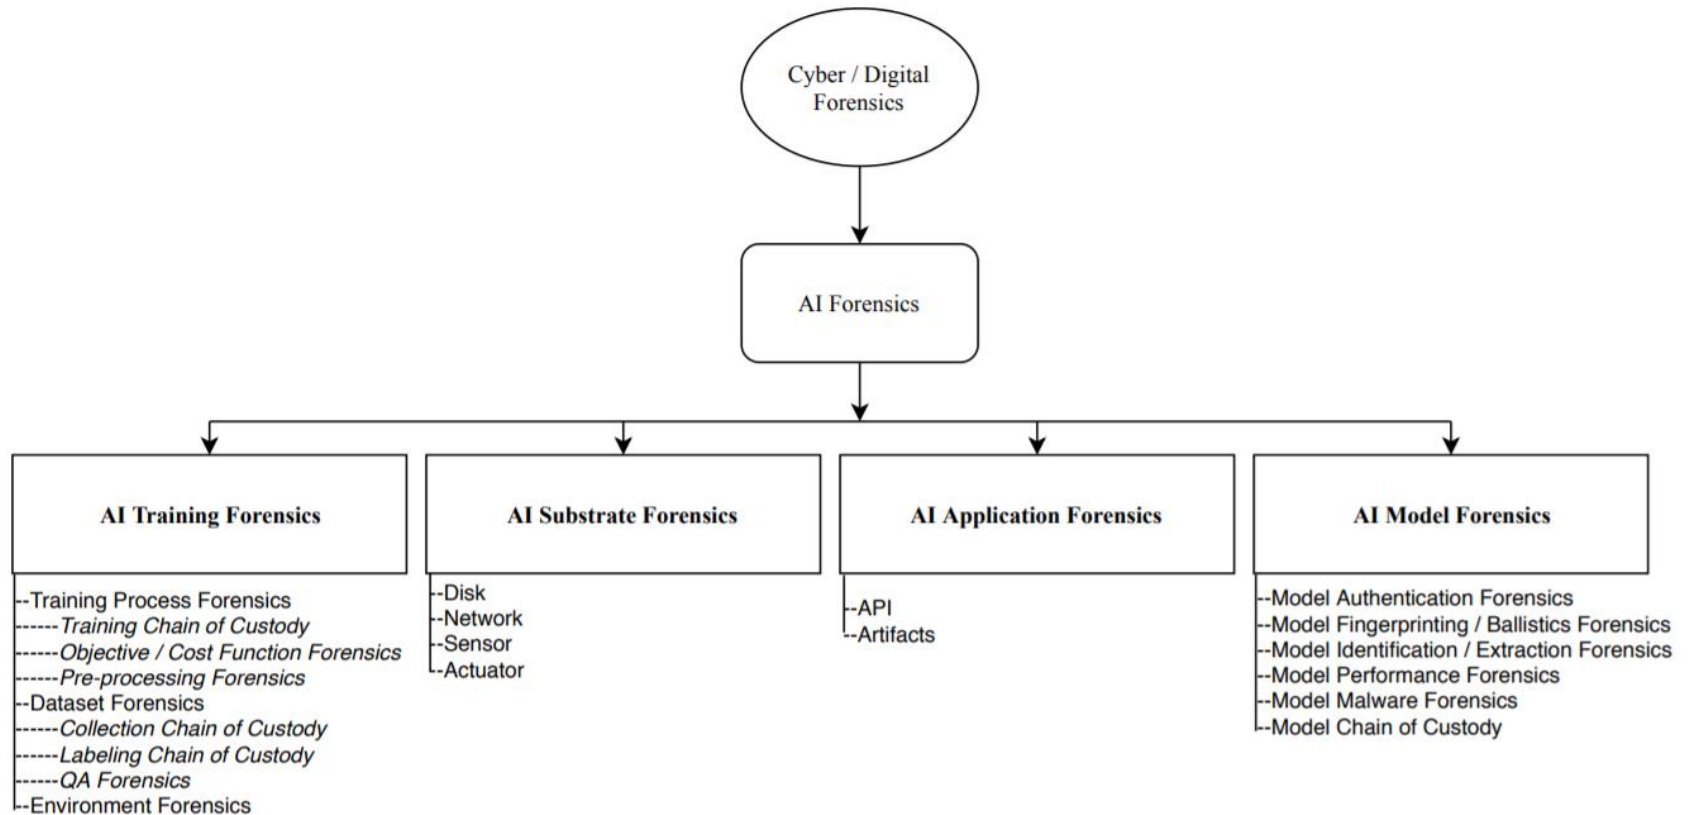 Cyber / Digital
Forensics
AI Forensics
AI Training Forensics
--Training Process Forensics
------Training Chain of Custody
------Objective / Cost Function Forensics
------Pre-processing Forensics
--Dataset Forensics
------Collection Chain of Custody
------Labeling Chain of Custody
------QA Forensics
--Environment Forensics
AI Substrate Forensics
--Disk
--Network
--Sensor
--Actuator
AI Application Forensics
--API
--Artifacts
AI Model Forensics
--Model Authentication Forensics
--Model Fingerprinting / Ballistics Forensics
--Model Identification / Extraction Forensics
--Model Performance Forensics
--Model Malware Forensics
--Model Chain of Custody